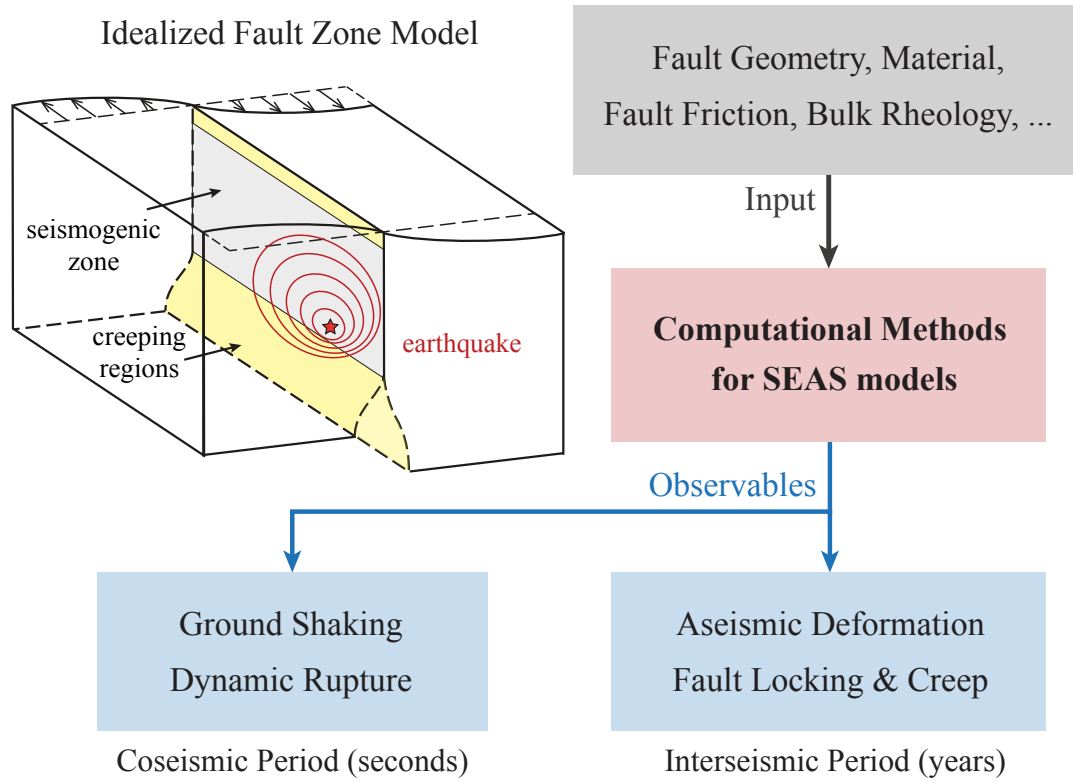 Idealized Fault Zone Model
seismogenic
zone
creeping
regions
earthquake
Fault Geometry, Material,
Fault Friction, Bulk Rheology, ...
Input
Computational Methods
for SEAS models
Observables
Ground Shaking
Dynamic Rupture
Coseismic Period (seconds)
Aseismic Deformation
Fault Locking & Creep
Interseismic Period (years)